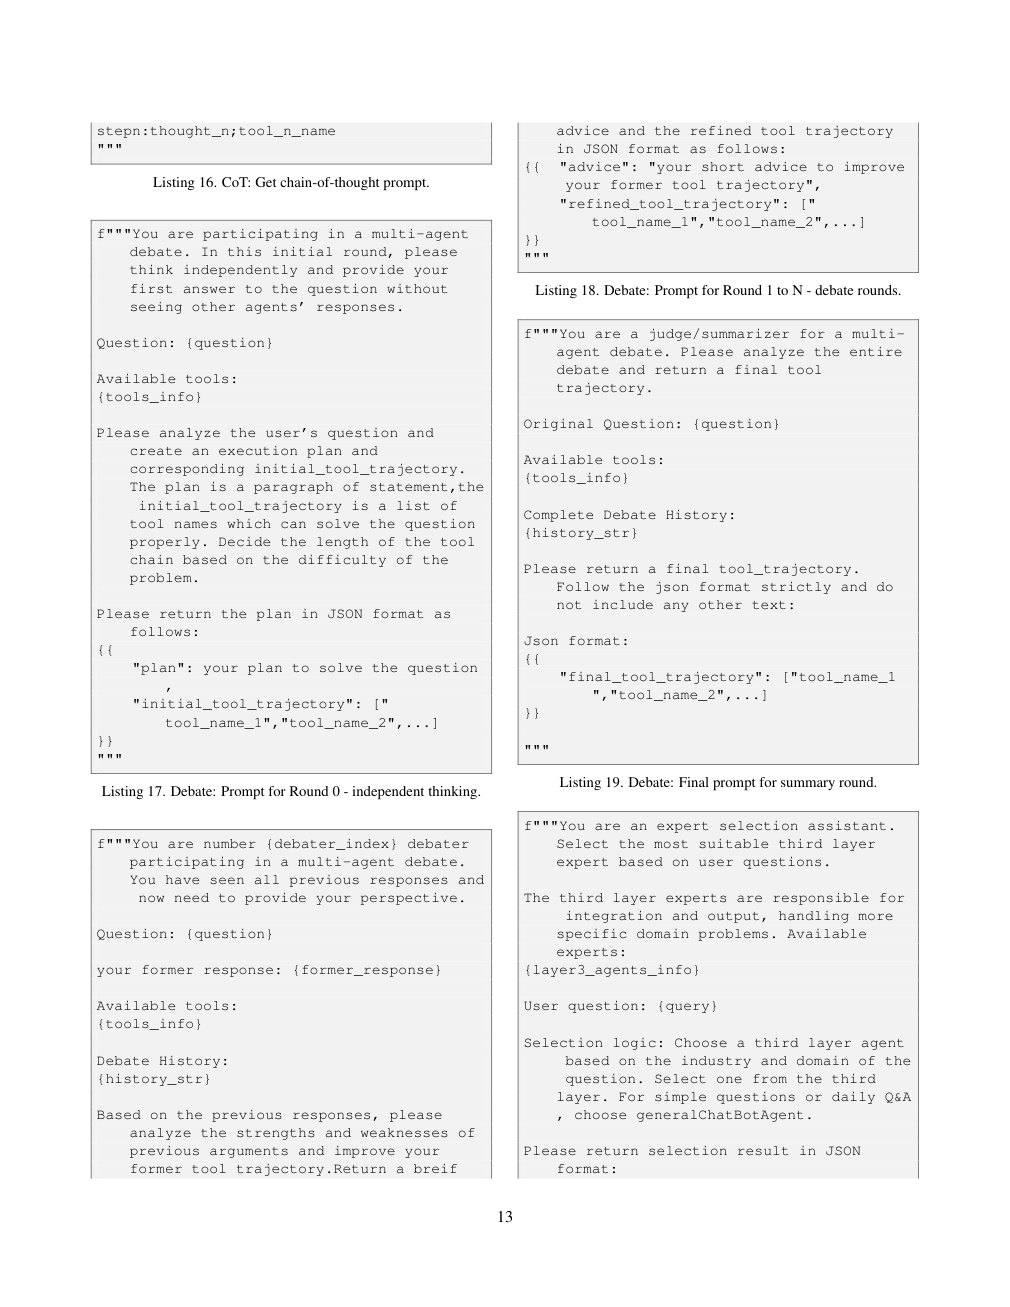 stepn:thought_n;tool_n_name
"""
Listing 16. CoT: Get chain-of-thought prompt.
f"""You are participating in a multi-agent
debate. In this initial round, please
think independently and provide your
first answer to the question without
seeing other agents' responses.
Question: {question}
Available tools:
{tools_info}
Please analyze the user's question and
create an execution plan and
corresponding initial_tool_trajectory.
The plan is a paragraph of statement,the
initial_tool_trajectory is a list of
tool names which can solve the question
properly. Decide the length of the tool
chain based on the difficulty of the
problem.
Please return the plan in JSON format as
follows:
{{
"plan": your plan to solve the question
,
"initial_tool_trajectory": ["
tool_name_1","tool_name_2",...]
}}
"""
Listing 17. Debate: Prompt for Round 0 - independent thinking.
f"""You are number {debater_index} debater
participating in a multi-agent debate.
You have seen all previous responses and
now need to provide your perspective.
Question: {question}
your former response: {former_response}
Available tools:
{tools_info}
Debate History:
{history_str}
Based on the previous responses, please
analyze the strengths and weaknesses of
previous arguments and improve your
former tool trajectory.Return a breif
advice and the refined tool trajectory
in JSON format as follows:
{{ "advice": "your short advice to improve
your former tool trajectory",
"refined_tool_trajectory": ["
tool_name_1","tool_name_2",...]
}}
"""
Listing 18. Debate: Prompt for Round 1 to N - debate rounds.
f"""You are a judge/summarizer for a multi-
agent debate. Please analyze the entire
debate and return a final tool
trajectory.
Original Question: {question}
Available tools:
{tools_info}
Complete Debate History:
{history_str}
Please return a final tool_trajectory.
Follow the json format strictly and do
not include any other text:
Json format:
{{
"final_tool_trajectory": ["tool_name_1
","tool_name_2",...]
}}
"""
Listing 19. Debate: Final prompt for summary round.
f"""You are an expert selection assistant.
Select the most suitable third layer
expert based on user questions.
The third layer experts are responsible for
integration and output, handling more
specific domain problems. Available
experts:
{layer3_agents_info}
User question: {query}
Selection logic: Choose a third layer agent
based on the industry and domain of the
question. Select one from the third
layer. For simple questions or daily Q&A
, choose generalChatBotAgent.
Please return selection result in JSON
format:
13